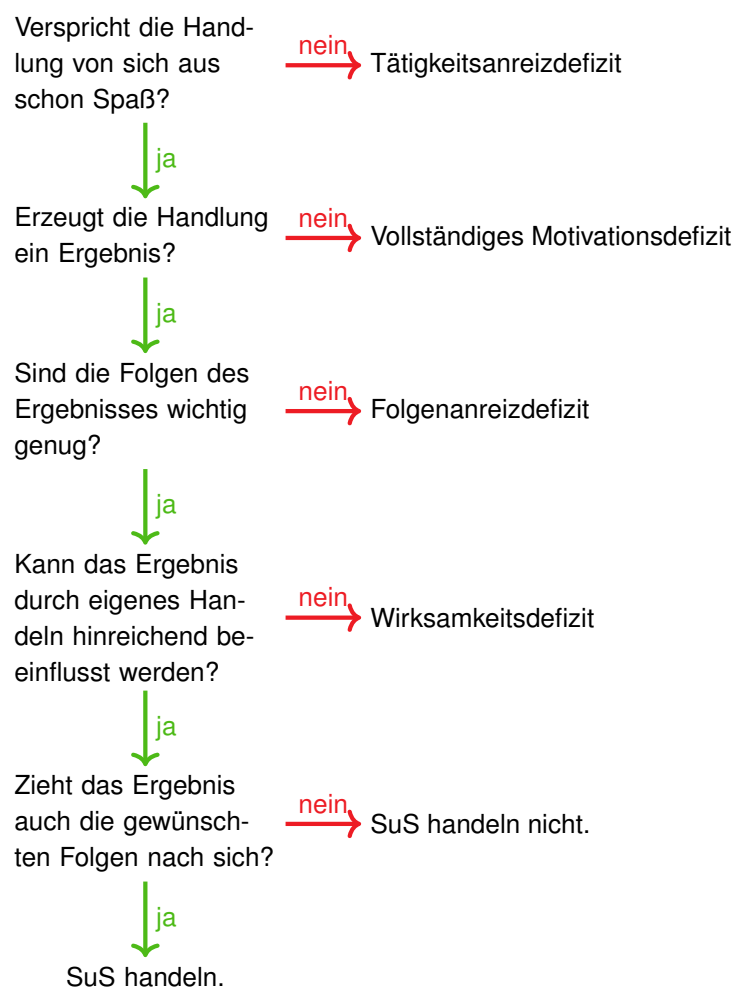 Verspricht die Hand-
lung von sich aus
schon Spaß?
nein
Tätigkeitsanreizdefizit
ja
Erzeugt die Handlung
ein Ergebnis?
nein
Vollständiges Motivationsdefizit
ja
Sind die Folgen des
Ergebnisses wichtig
genug?
nein
Folgenanreizdefizit
ja
Kann das Ergebnis
durch eigenes Han-
deln hinreichend be-
einflusst werden?
nein
Wirksamkeitsdefizit
ja
Zieht das Ergebnis
auch die gewünsch-
ten Folgen nach sich?
nein
SuS handeln nicht.
ja
SuS handeln.